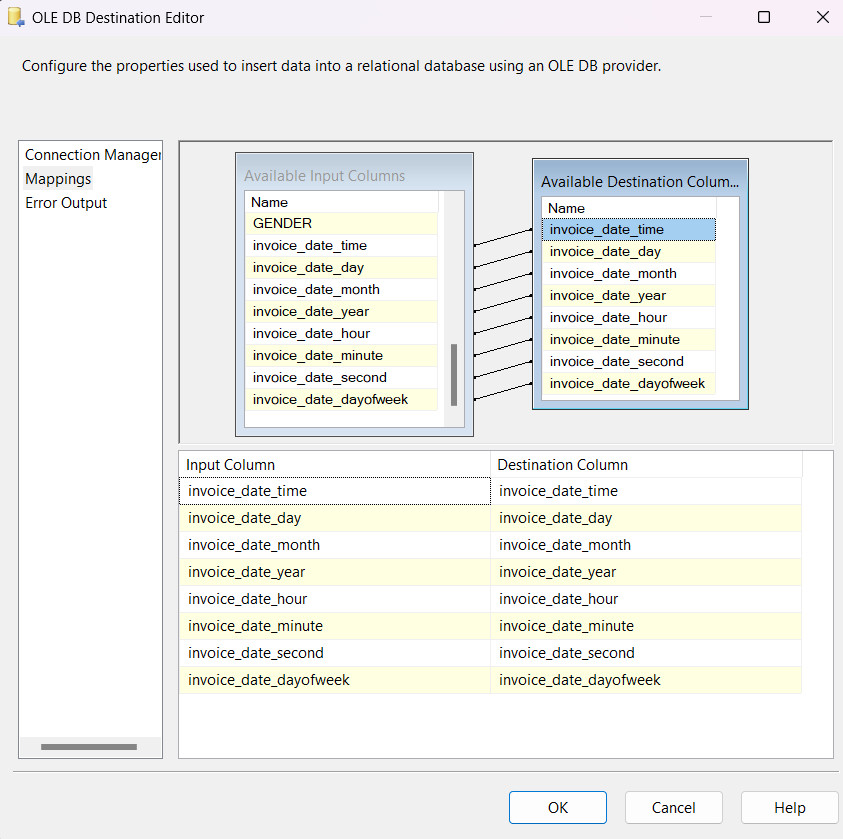 OLE DB Destination Editor
Configure the properties used to insert data into a relational database using an OLE DB provider.
Connection Manager
Mappings
Error Output
Available Input Columns
Name
GENDER
invoice_date_time
invoice_date_day
invoice_date_month
invoice_date_year
invoice_date_hour
invoice_date_minute
invoice_date_second
invoice_date_dayofweek
Available Destination Colum...
Name
invoice_date_time
invoice_date_day
invoice_date_month
invoice_date_year
invoice_date_hour
invoice_date_minute
invoice_date_second
invoice_date_dayofweek
Input Column Destination Column
invoice_date_time invoice_date_time
invoice_date_day invoice_date_day
invoice_date_month invoice_date_month
invoice_date_year invoice_date_year
invoice_date_hour invoice_date_hour
invoice_date_minute invoice_date_minute
invoice_date_second invoice_date_second
invoice_date_dayofweek invoice_date_dayofweek
OK Cancel Help